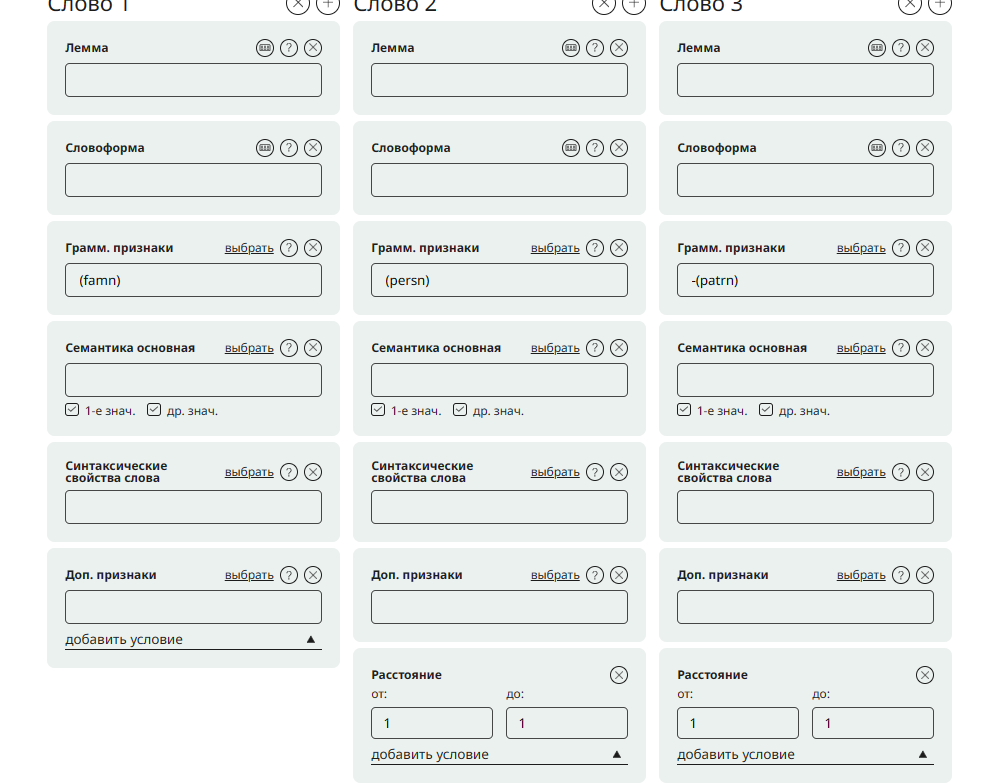 Слово 1 Слово 2 Слово 3
Лемма ? Лемма ? Лемма ?
Словоформа ? Словоформа ? Словоформа ?
Грамм. признаки выбрать ? Грамм. признаки выбрать ? Грамм. признаки выбрать ?
(famn) (persn) -(patrn)
Семантика основная выбрать ? Семантика основная выбрать ? Семантика основная выбрать ?
1-е знач. др. знач. 1-е знач. др. знач. 1-е знач. др. знач.
Синтаксические свойства слова выбрать ? Синтаксические свойства слова выбрать ? Синтаксические свойства слова выбрать ?
Доп. признаки выбрать ? Доп. признаки выбрать ? Доп. признаки выбрать ?
добавить условие
Расстояние Расстояние
от: до: от: до:
1 1 1 1
добавить условие добавить условие